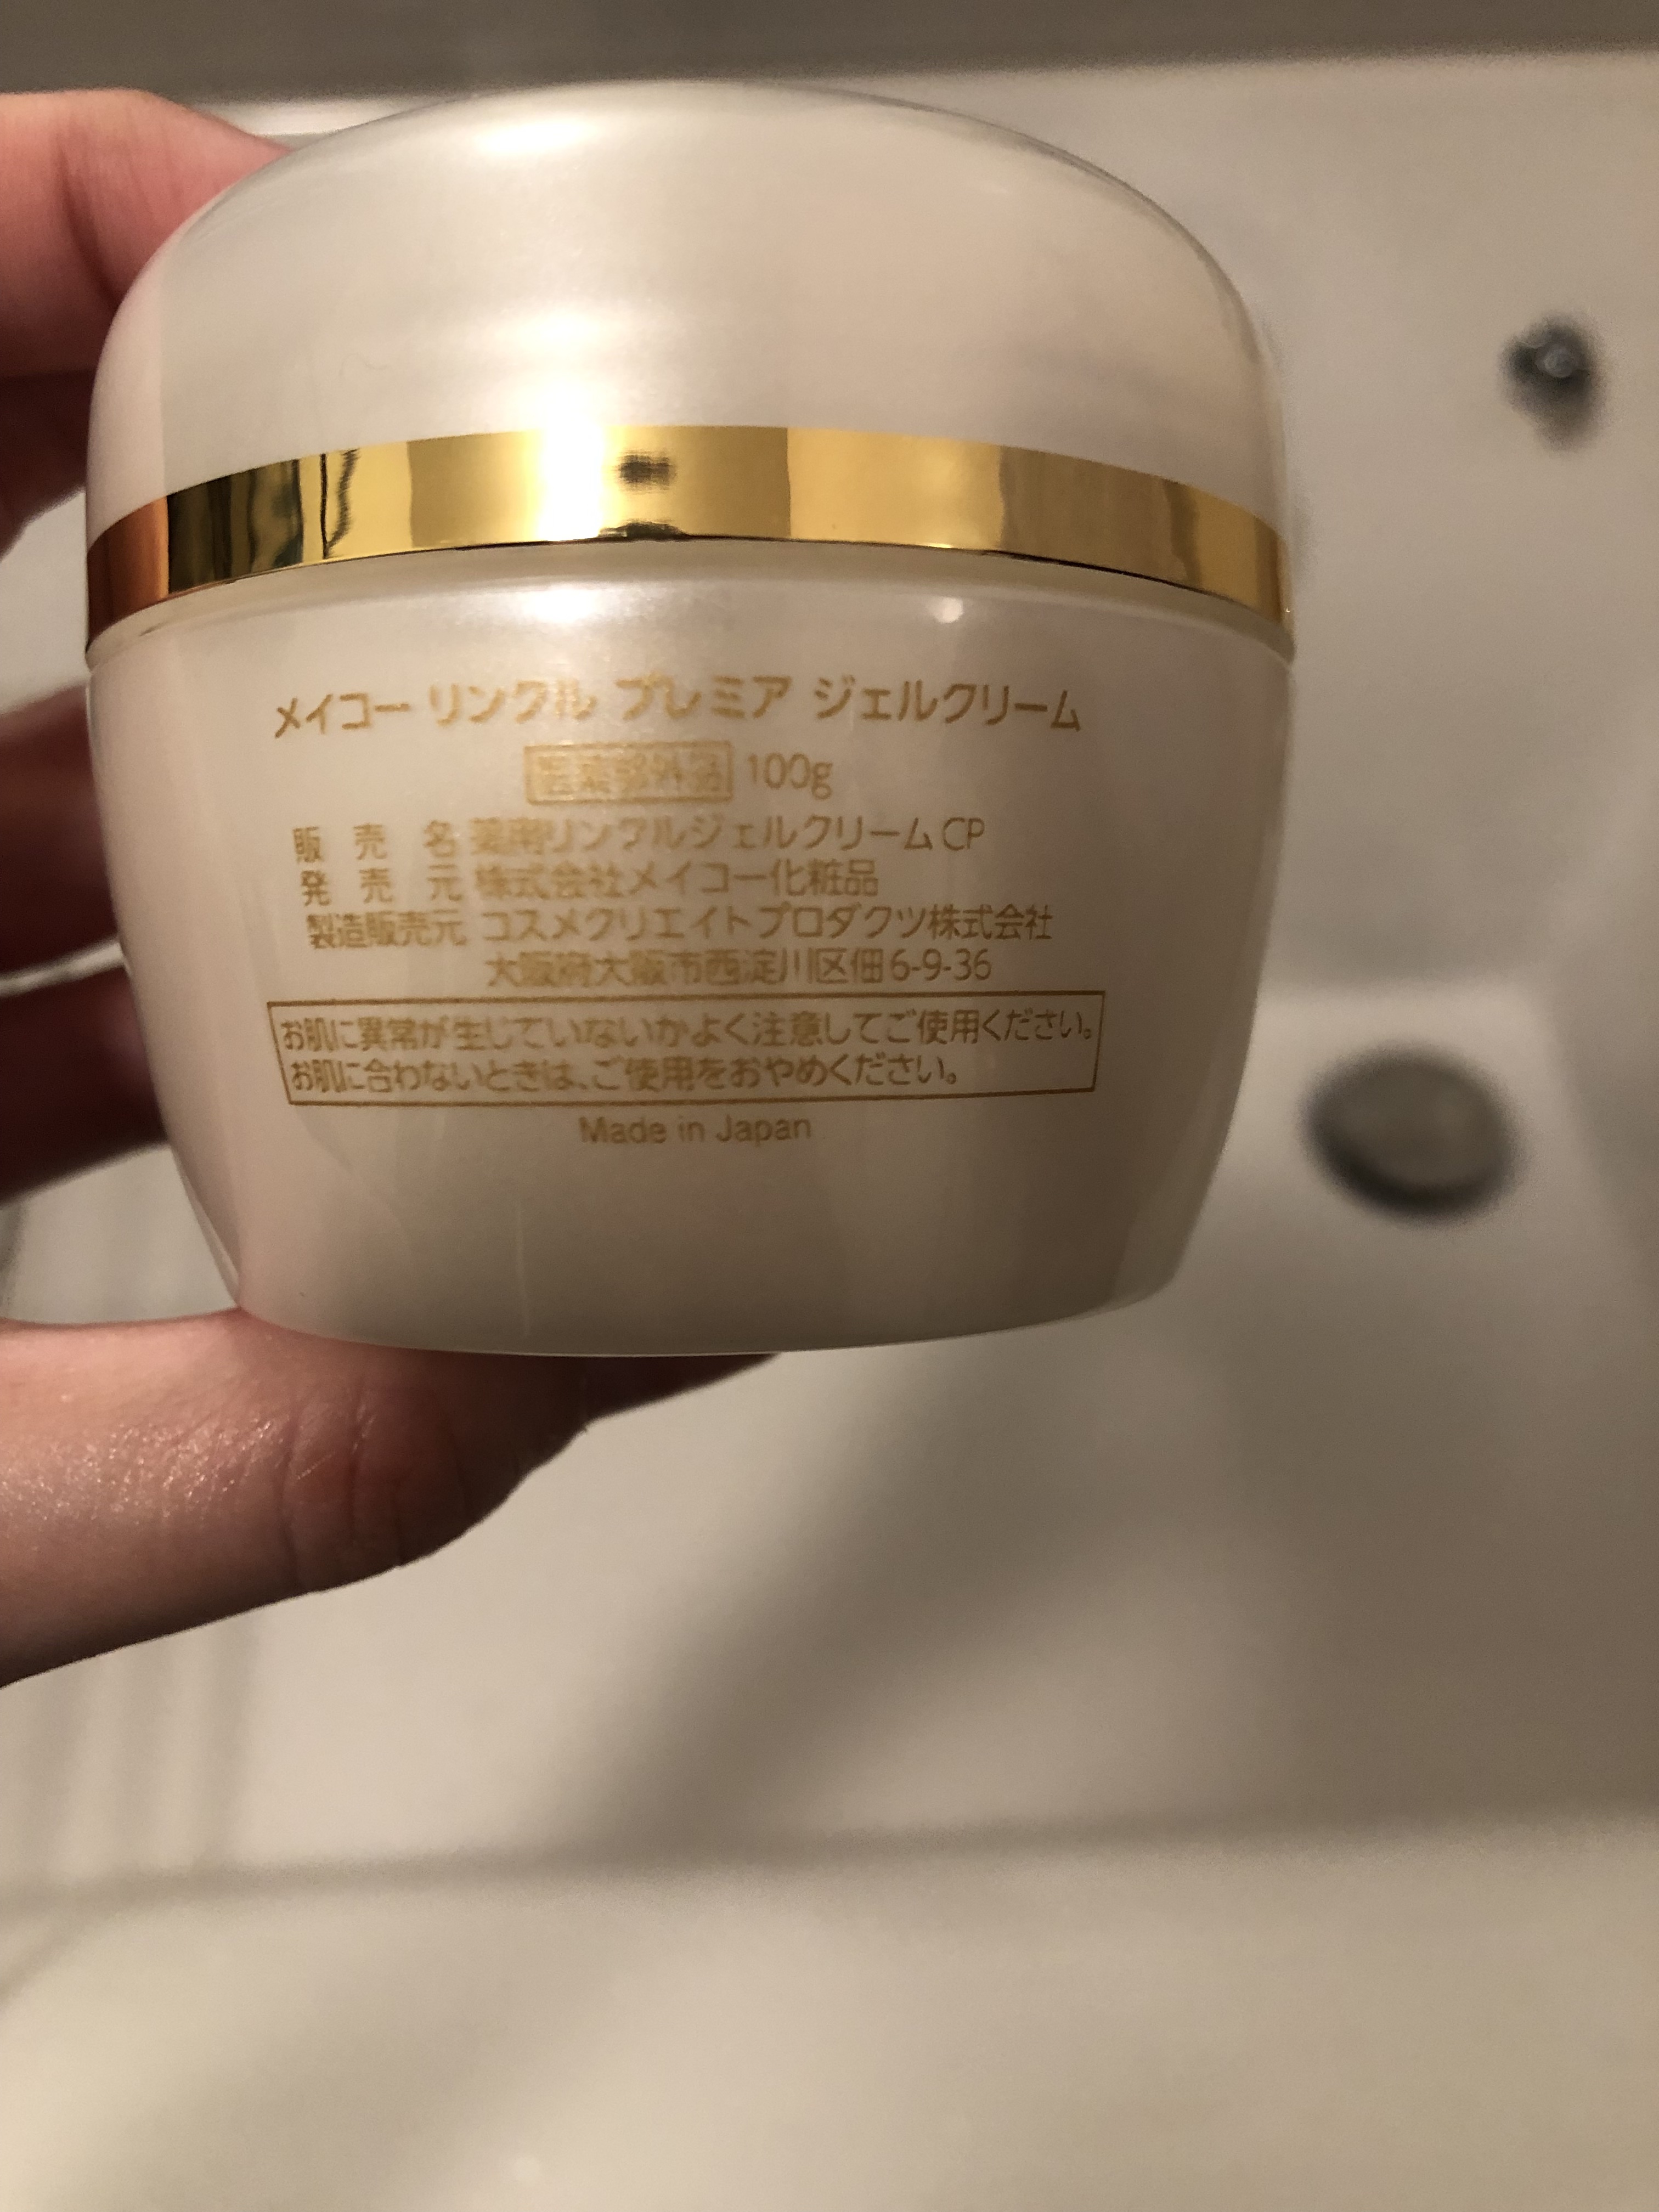 メイコー リンクル プレミア ジェルクリーム
医薬部外品 100g
販売名 薬用リンクルジェルクリームCP
発売元 株式会社メイコー化粧品
製造販売元 コスメクリエイトプロダクツ株式会社
大阪府大阪市西淀川区佃6-9-36
お肌に異常が生じていないかよく注意してご使用ください。
お肌に合わないときは、ご使用をおやめください。
Made in Japan